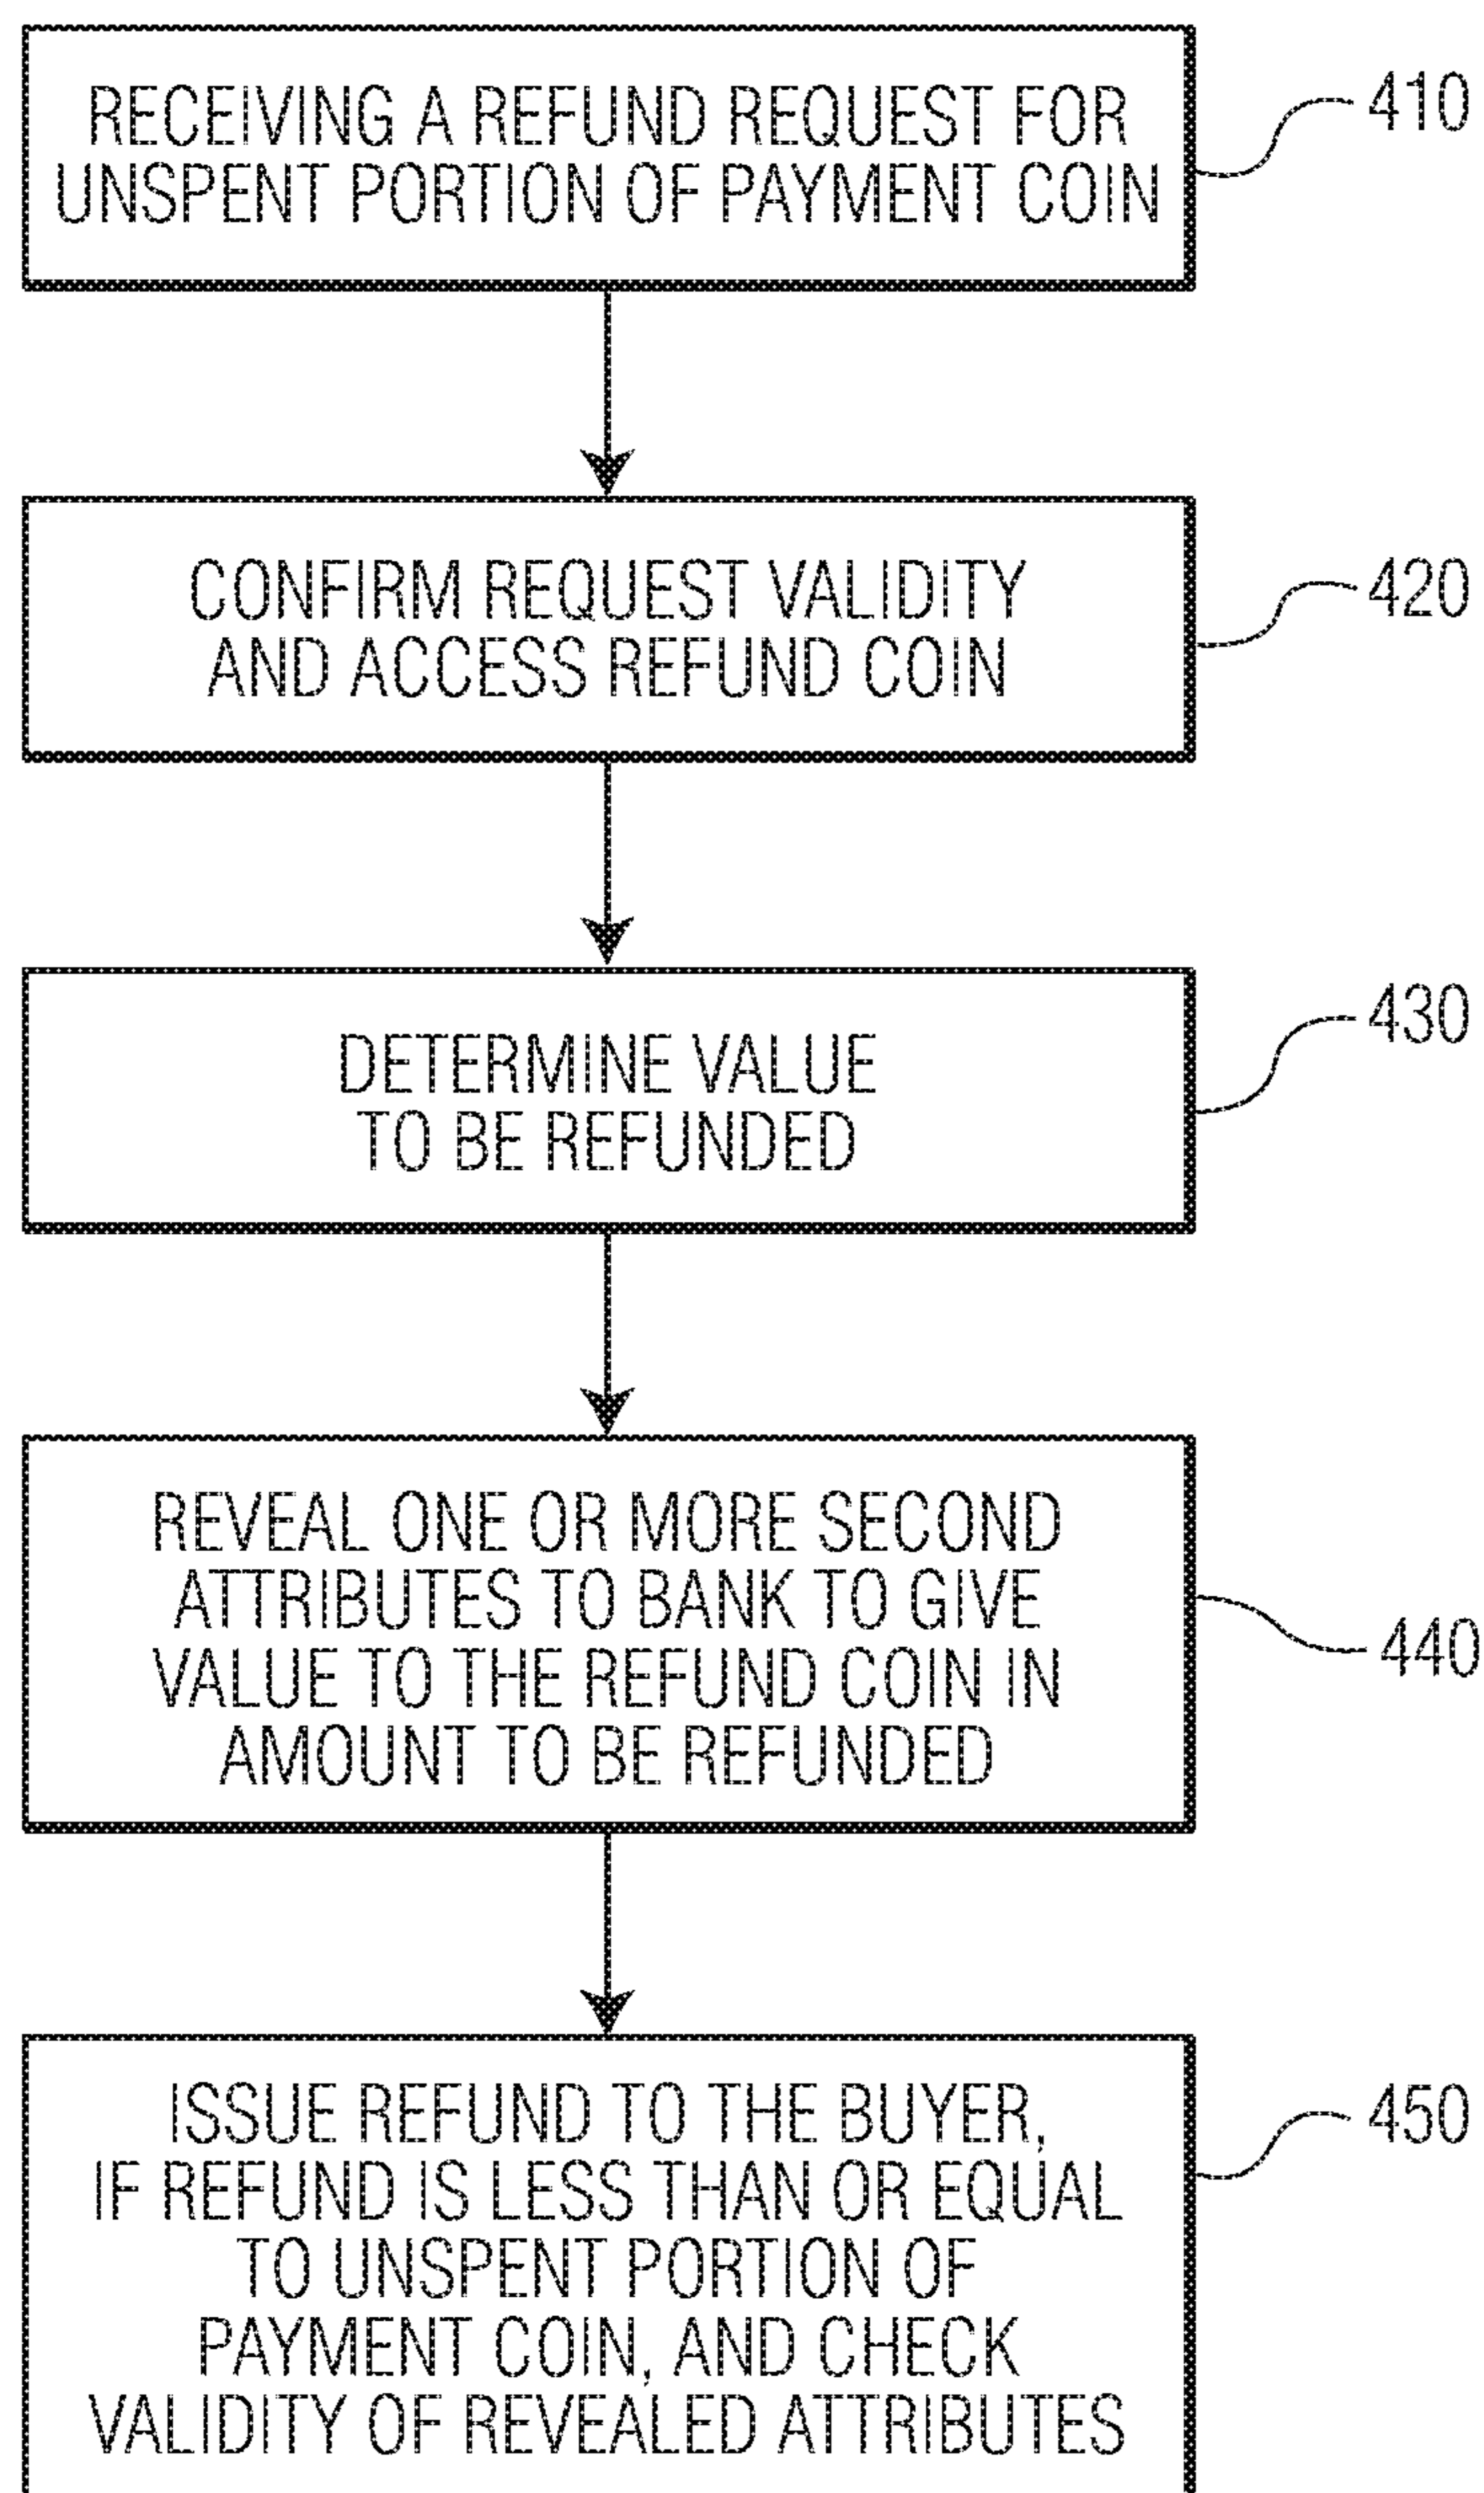 RECEIVING A REFUND REQUEST FOR
UNSPENT PORTION OF PAYMENT COIN
410
CONFIRM REQUEST VALIDITY
AND ACCESS REFUND COIN
420
DETERMINE VALUE
TO BE REFUNDED
430
REVEAL ONE OR MORE SECOND
ATTRIBUTES TO BANK TO GIVE
VALUE TO THE REFUND COIN IN
AMOUNT TO BE REFUNDED
440
ISSUE REFUND TO THE BUYER,
IF REFUND IS LESS THAN OR EQUAL
TO UNSPENT PORTION OF
PAYMENT COIN, AND CHECK
VALIDITY OF REVEALED ATTRIBUTES
450